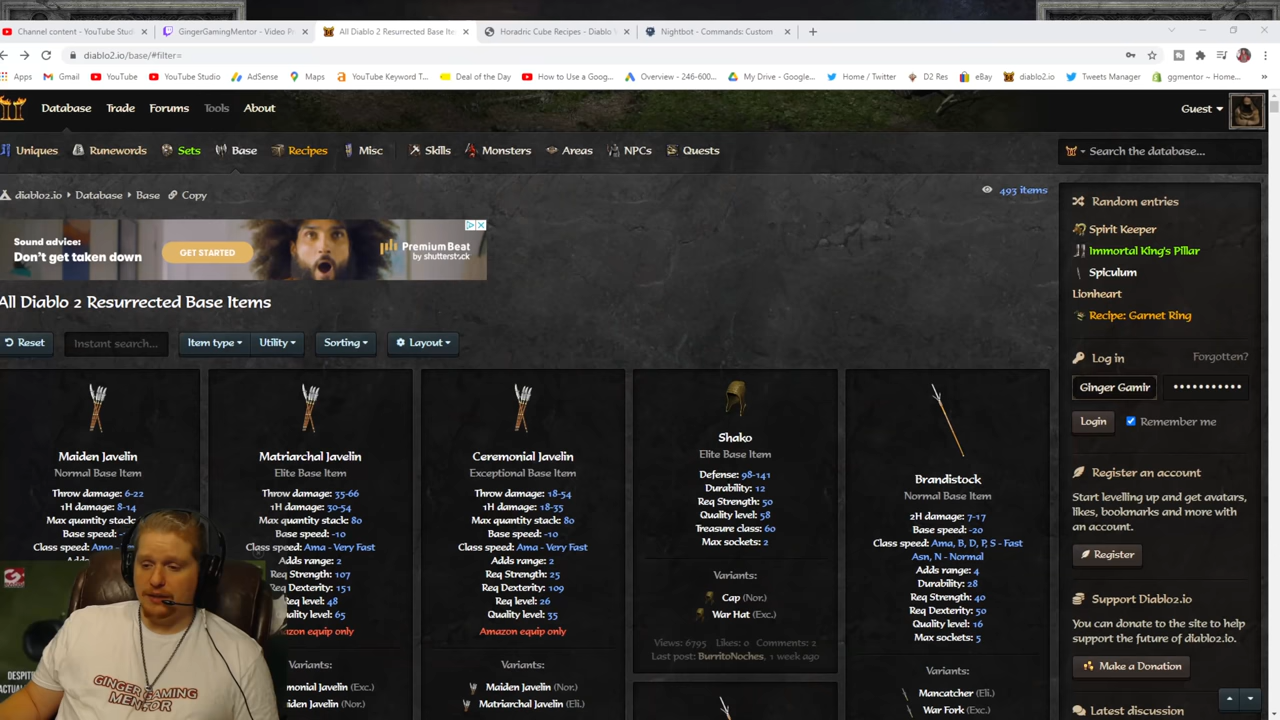 Channel content - YouTube Stud
GingerGamingMentor - Video P
All Diablo 2 Resurrected Base Ite
Horadric Cube Recipes - Diablo
Nightbot - Commands: Custom
diablo2.io/base/#filter=
Apps
Gmail
YouTube
YouTube Studio
AdSense
Maps
YouTube Keyword T...
Deal of the Day
How to Use a Goog...
Overview - 246-600...
My Drive - Google...
Home / Twitter
D2 Res
eBay
diablo2.io
Tweets Manager
ggmentor ~ Home...
Database Trade Forums Tools About
Guest
Uniques Runewords Sets Base Recipes Misc Skills Monsters Areas NPCs Quests
Search the database...
diablo2.io Database Base Copy
493 items
Sound advice:
Don't get taken down
GET STARTED
PremiumBeat
by shutterstock
All Diablo 2 Resurrected Base Items
Reset Instant search... Item type Utility Sorting Layout
Maiden Javelin
Normal Base Item
Throw damage: 6-22
1H damage: 8-14
Max quantity stack:
Base speed: -
Class speed: Ama -
Matriarchal Javelin
Elite Base Item
Throw damage: 35-66
1H damage: 30-54
Max quantity stack: 80
Base speed: -10
Class speed: Ama - Very Fast
Adds range: 2
Req Strength: 107
Req Dexterity: 151
Req level: 48
Quality level: 65
azon equip only
Variants:
monial Javelin (Exc.)
iden Javelin (Nor.)
Ceremonial Javelin
Exceptional Base Item
Throw damage: 18-54
1H damage: 18-35
Max quantity stack: 80
Base speed: -10
Class speed: Ama - Very Fast
Adds range: 2
Req Strength: 25
Req Dexterity: 109
Req level: 26
Quality level: 35
Amazon equip only
Variants:
Maiden Javelin (Nor.)
Matriarchal Javelin (Eli.)
Shako
Elite Base Item
Defense: 98-141
Durability: 12
Req Strength: 50
Quality level: 58
Treasure class: 60
Max sockets: 2
Variants:
Cap (Nor.)
War Hat (Exc.)
Views: 6795 Likes: 0 Comments: 2
Last post: BurritoNoches, 1 week ago
Brandistock
Normal Base Item
2H damage: 7-17
Base speed: -20
Class speed: Ama, B, D, P, S - Fast
Asn, N - Normal
Adds range: 4
Durability: 28
Req Strength: 40
Req Dexterity: 50
Quality level: 16
Max sockets: 5
Variants:
Mancatcher (Eli.)
War Fork (Exc.)
Random entries
Spirit Keeper
Immortal King's Pillar
Spiculum
Lionheart
Recipe: Garnet Ring
Log in
Forgotten?
Ginger Gamir
•••••••••••
Login
Remember me
Register an account
Start levelling up and get avatars,
likes, bookmarks and more with
an account.
Register
Support Diablo2.io
You can donate to the site to help
support the future of diablo2.io.
Make a Donation
Latest discussion
DESPITE
ACTUA
GINGER GAMING
MENTOR